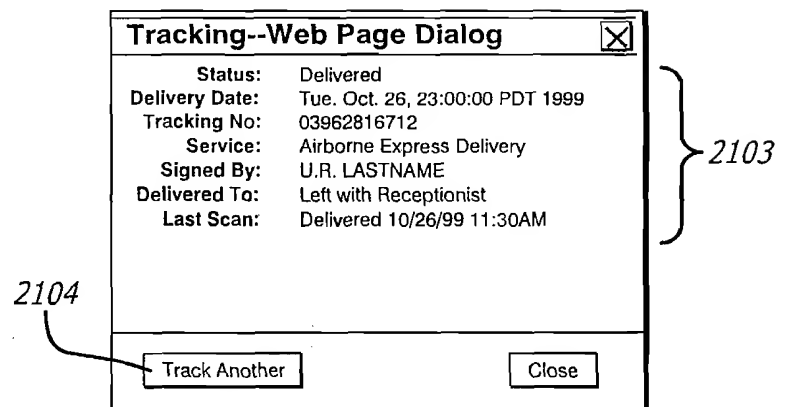 Tracking--Web Page Dialog
Status: Delivered
Delivery Date: Tue. Oct. 26, 23:00:00 PDT 1999
Tracking No: 03962816712
Service: Airborne Express Delivery
Signed By: U.R. LASTNAME
Delivered To: Left with Receptionist
Last Scan: Delivered 10/26/99 11:30AM
2103
2104
Track Another Close